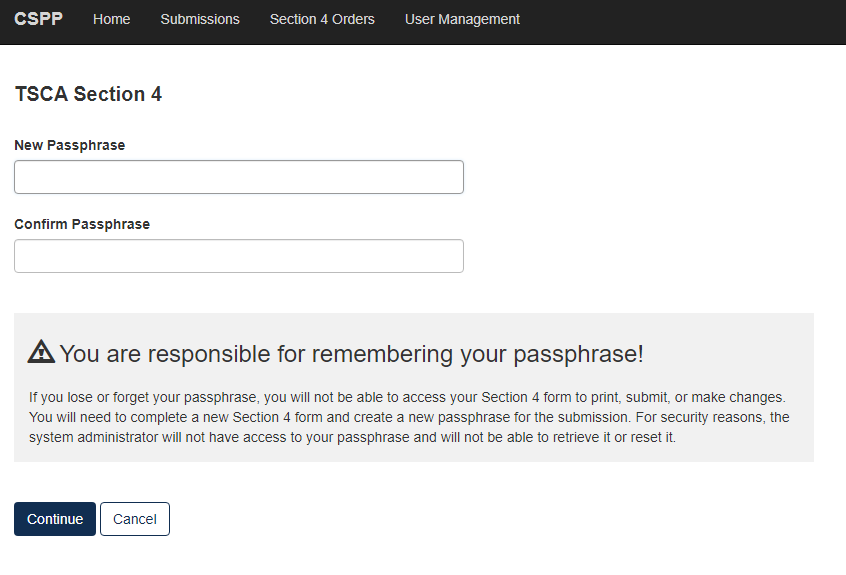 CSPP Home Submissions Section 4 Orders User Management
TSCA Section 4
New Passphrase
Confirm Passphrase
You are responsible for remembering your passphrase!
If you lose or forget your passphrase, you will not be able to access your Section 4 form to print, submit, or make changes.
You will need to complete a new Section 4 form and create a new passphrase for the submission. For security reasons, the
system administrator will not have access to your passphrase and will not be able to retrieve it or reset it.
Continue Cancel